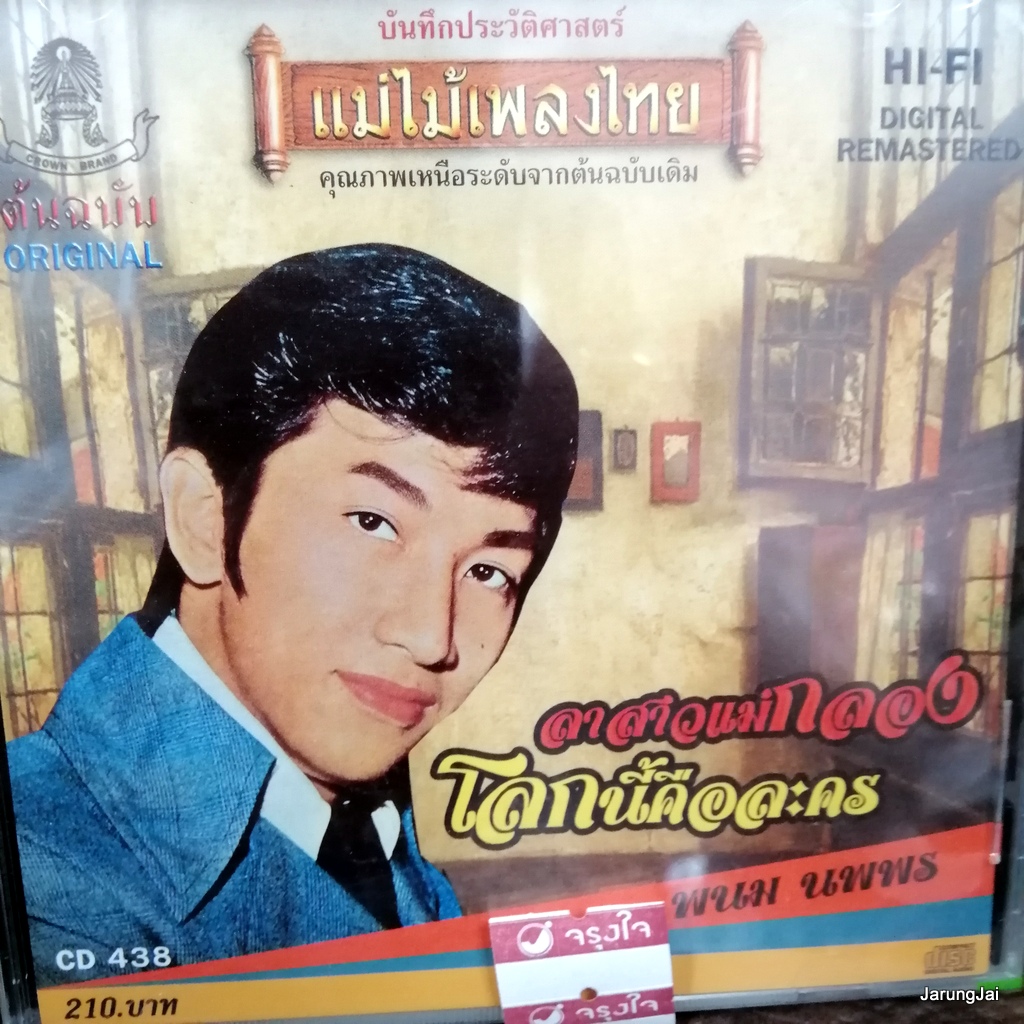 บันทึกประวัติศาสตร์
แม่ไม้เพลงไทย
คุณภาพเหนือระดับจากต้นฉบับเดิม
CROWN BRAND
ต้นฉบับ
ORIGINAL
HI-FI
DIGITAL
REMASTERED
ลาสาวแม่กลอง
โลกนี้คือละคร
พนม นพพร
CD 438
210.บาท
จรุงใจ
จรุงใจ
COMPACT
disc
DIGITAL AUDIO
JarungJai